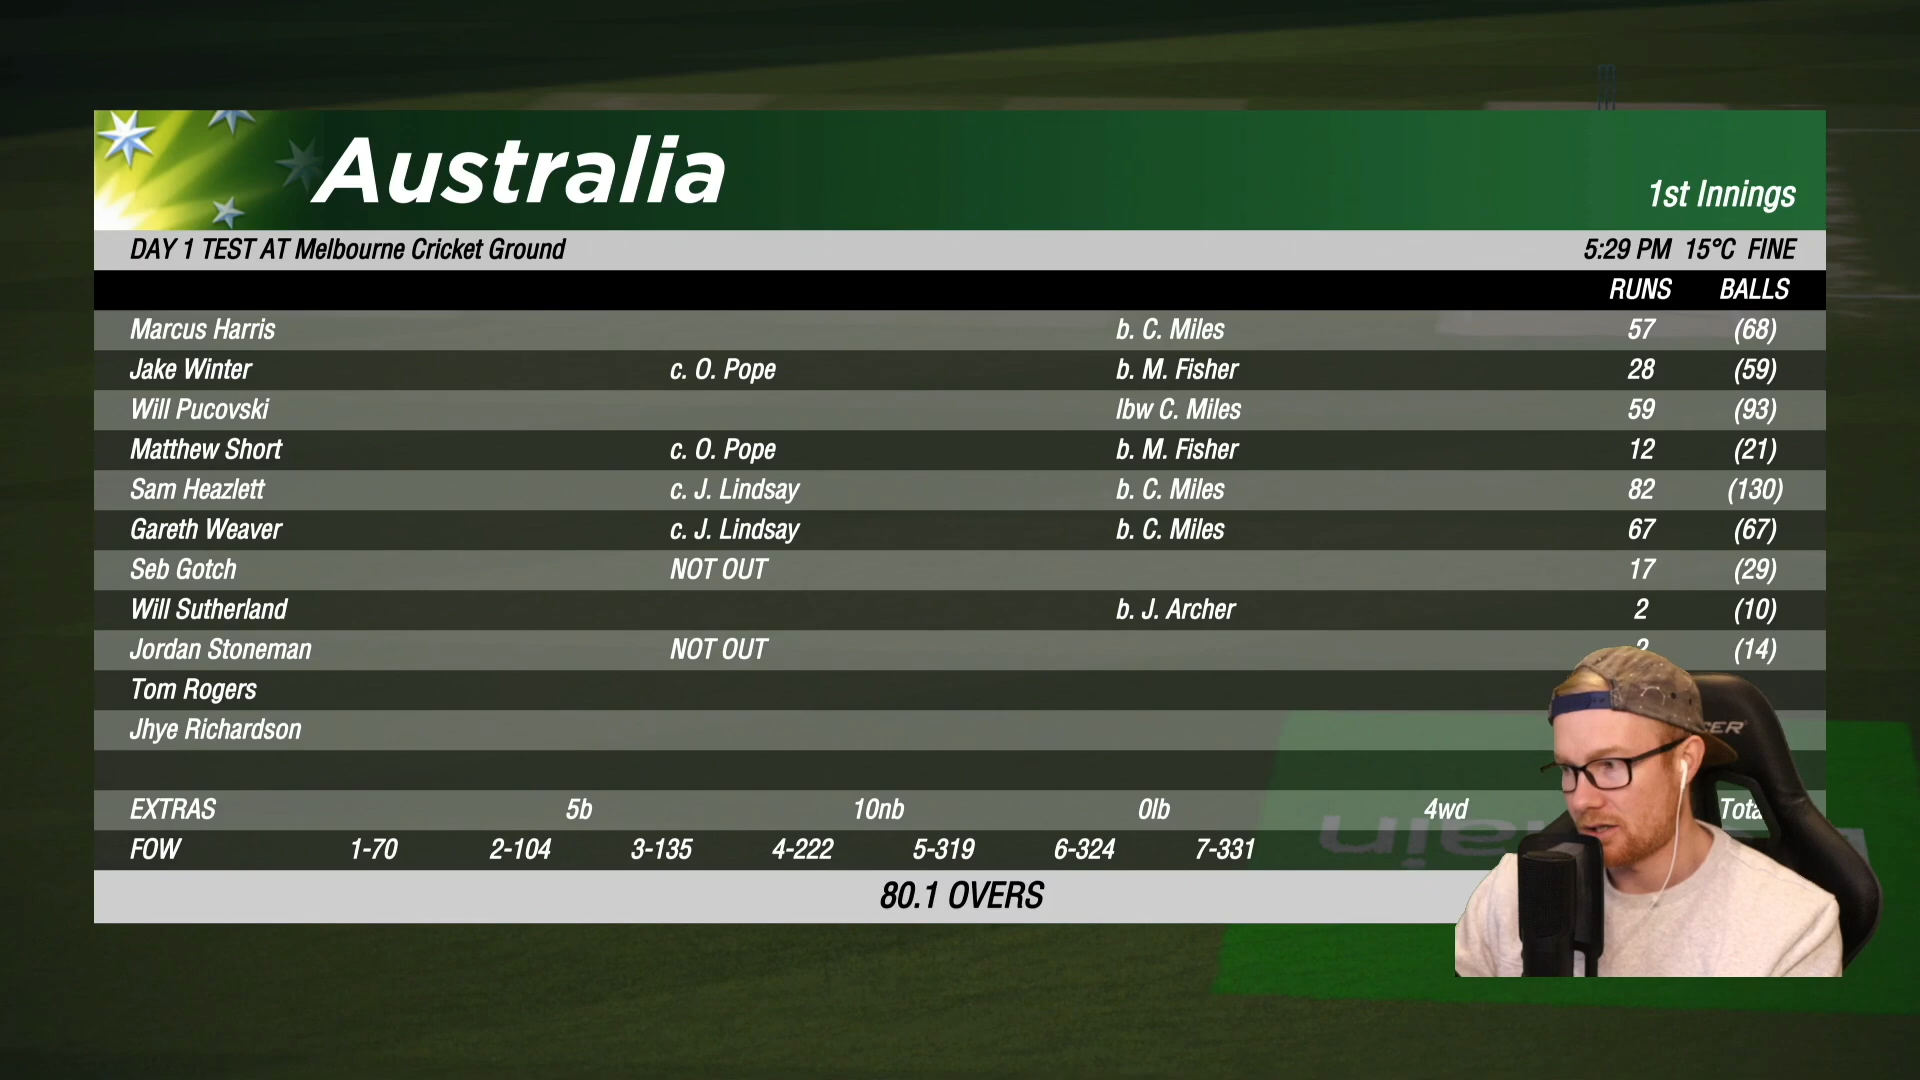 Australia
1st Innings
DAY 1 TEST AT Melbourne Cricket Ground 5:29 PM 15°C FINE
RUNS BALLS
Marcus Harris b. C. Miles 57 (68)
Jake Winter c. O. Pope b. M. Fisher 28 (59)
Will Pucovski lbw C. Miles 59 (93)
Matthew Short c. O. Pope b. M. Fisher 12 (21)
Sam Heazlett c. J. Lindsay b. C. Miles 82 (130)
Gareth Weaver c. J. Lindsay b. C. Miles 67 (67)
Seb Gotch NOT OUT 17 (29)
Will Sutherland b. J. Archer 2 (10)
Jordan Stoneman NOT OUT (14)
Tom Rogers
Jhye Richardson
EXTRAS 5b 10nb 0lb 4wd
FOW 1-70 2-104 3-135 4-222 5-319 6-324 7-331
80.1 OVERS